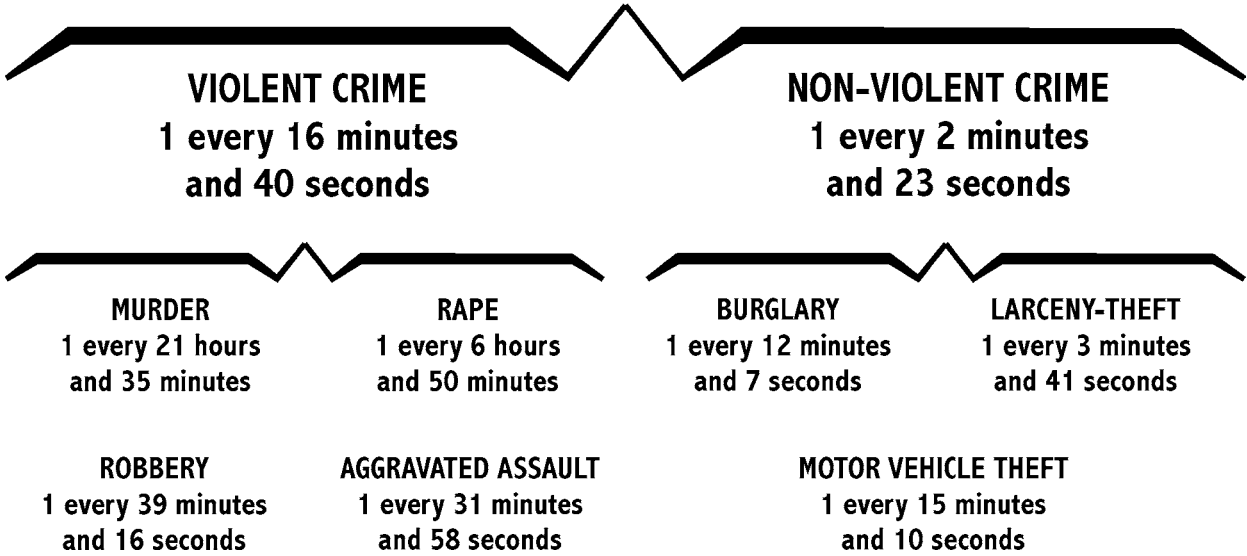 VIOLENT CRIME
1 every 16 minutes
and 40 seconds
NON-VIOLENT CRIME
1 every 2 minutes
and 23 seconds
MURDER
1 every 21 hours
and 35 minutes
RAPE
1 every 6 hours
and 50 minutes
BURGLARY
1 every 12 minutes
and 7 seconds
LARCENY-THEFT
1 every 3 minutes
and 41 seconds
ROBBERY
1 every 39 minutes
and 16 seconds
AGGRAVATED ASSAULT
1 every 31 minutes
and 58 seconds
MOTOR VEHICLE THEFT
1 every 15 minutes
and 10 seconds